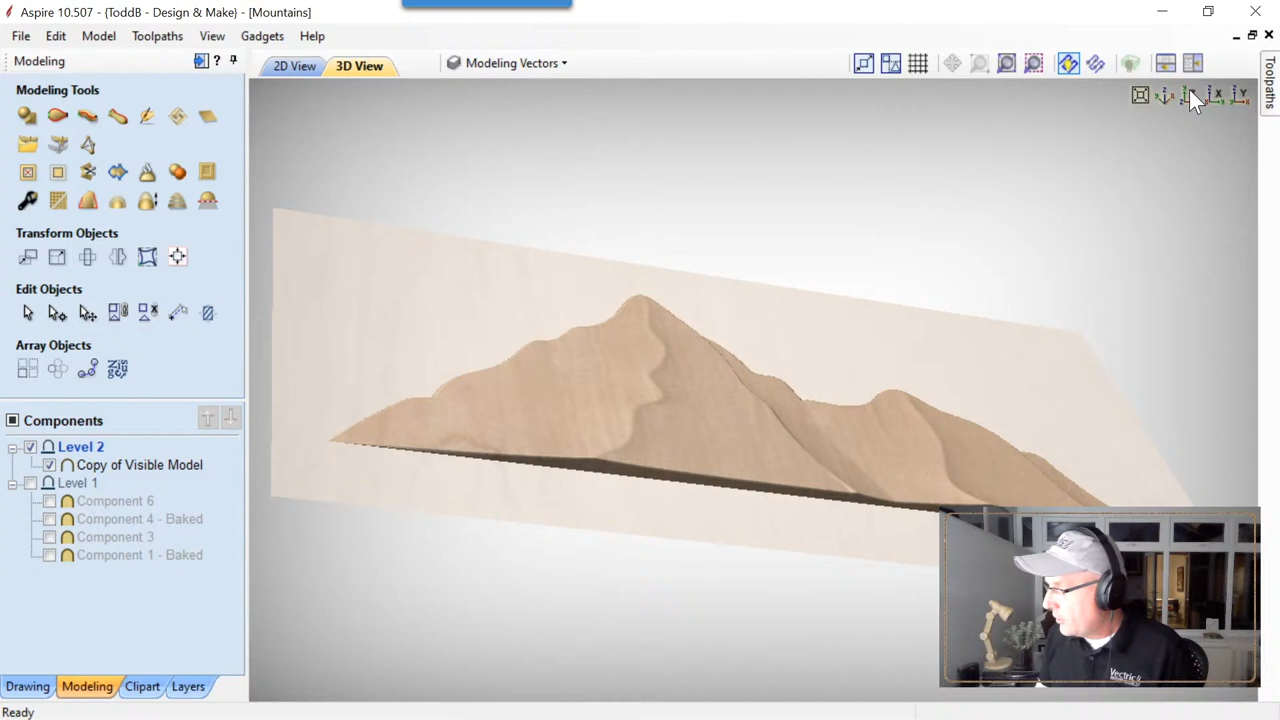 Aspire 10.507 - {ToddB - Design & Make} - [Mountains]
File Edit Model Toolpaths View Gadgets Help
Modeling
2D View 3D View Modeling Vectors
Toolpaths
Modeling Tools
Transform Objects
Edit Objects
Array Objects
Components
Level 2
Copy of Visible Model
Level 1
Component 6
Component 4 - Baked
Component 3
Component 1 - Baked
Vectric
Drawing Modeling Clipart Layers
Ready